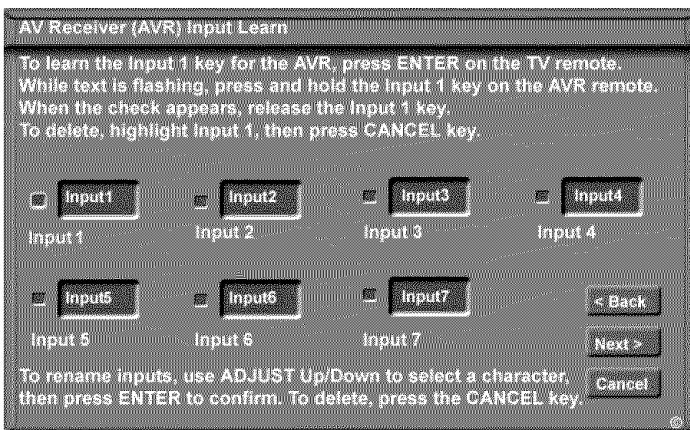 AV Receiver (AVR) Input Learn
To learn the Input 1 key for the AVR, press ENTER on the TV remote.
While text is flashing, press and hold the Input 1 key on the AVR remote.
When the check appears, release the Input 1 key.
To delete, highlight Input 1, then press CANCEL key.
Input1 Input2 Input3 Input4
Input 1 Input 2 Input 3 Input 4
Input5 Input6 Input7
< Back
Input 5 Input 6 Input 7
Next >
To rename inputs, use ADJUST Up/Down to select a character,
Cancel
then press ENTER to confirm. To delete, press the CANCEL key.